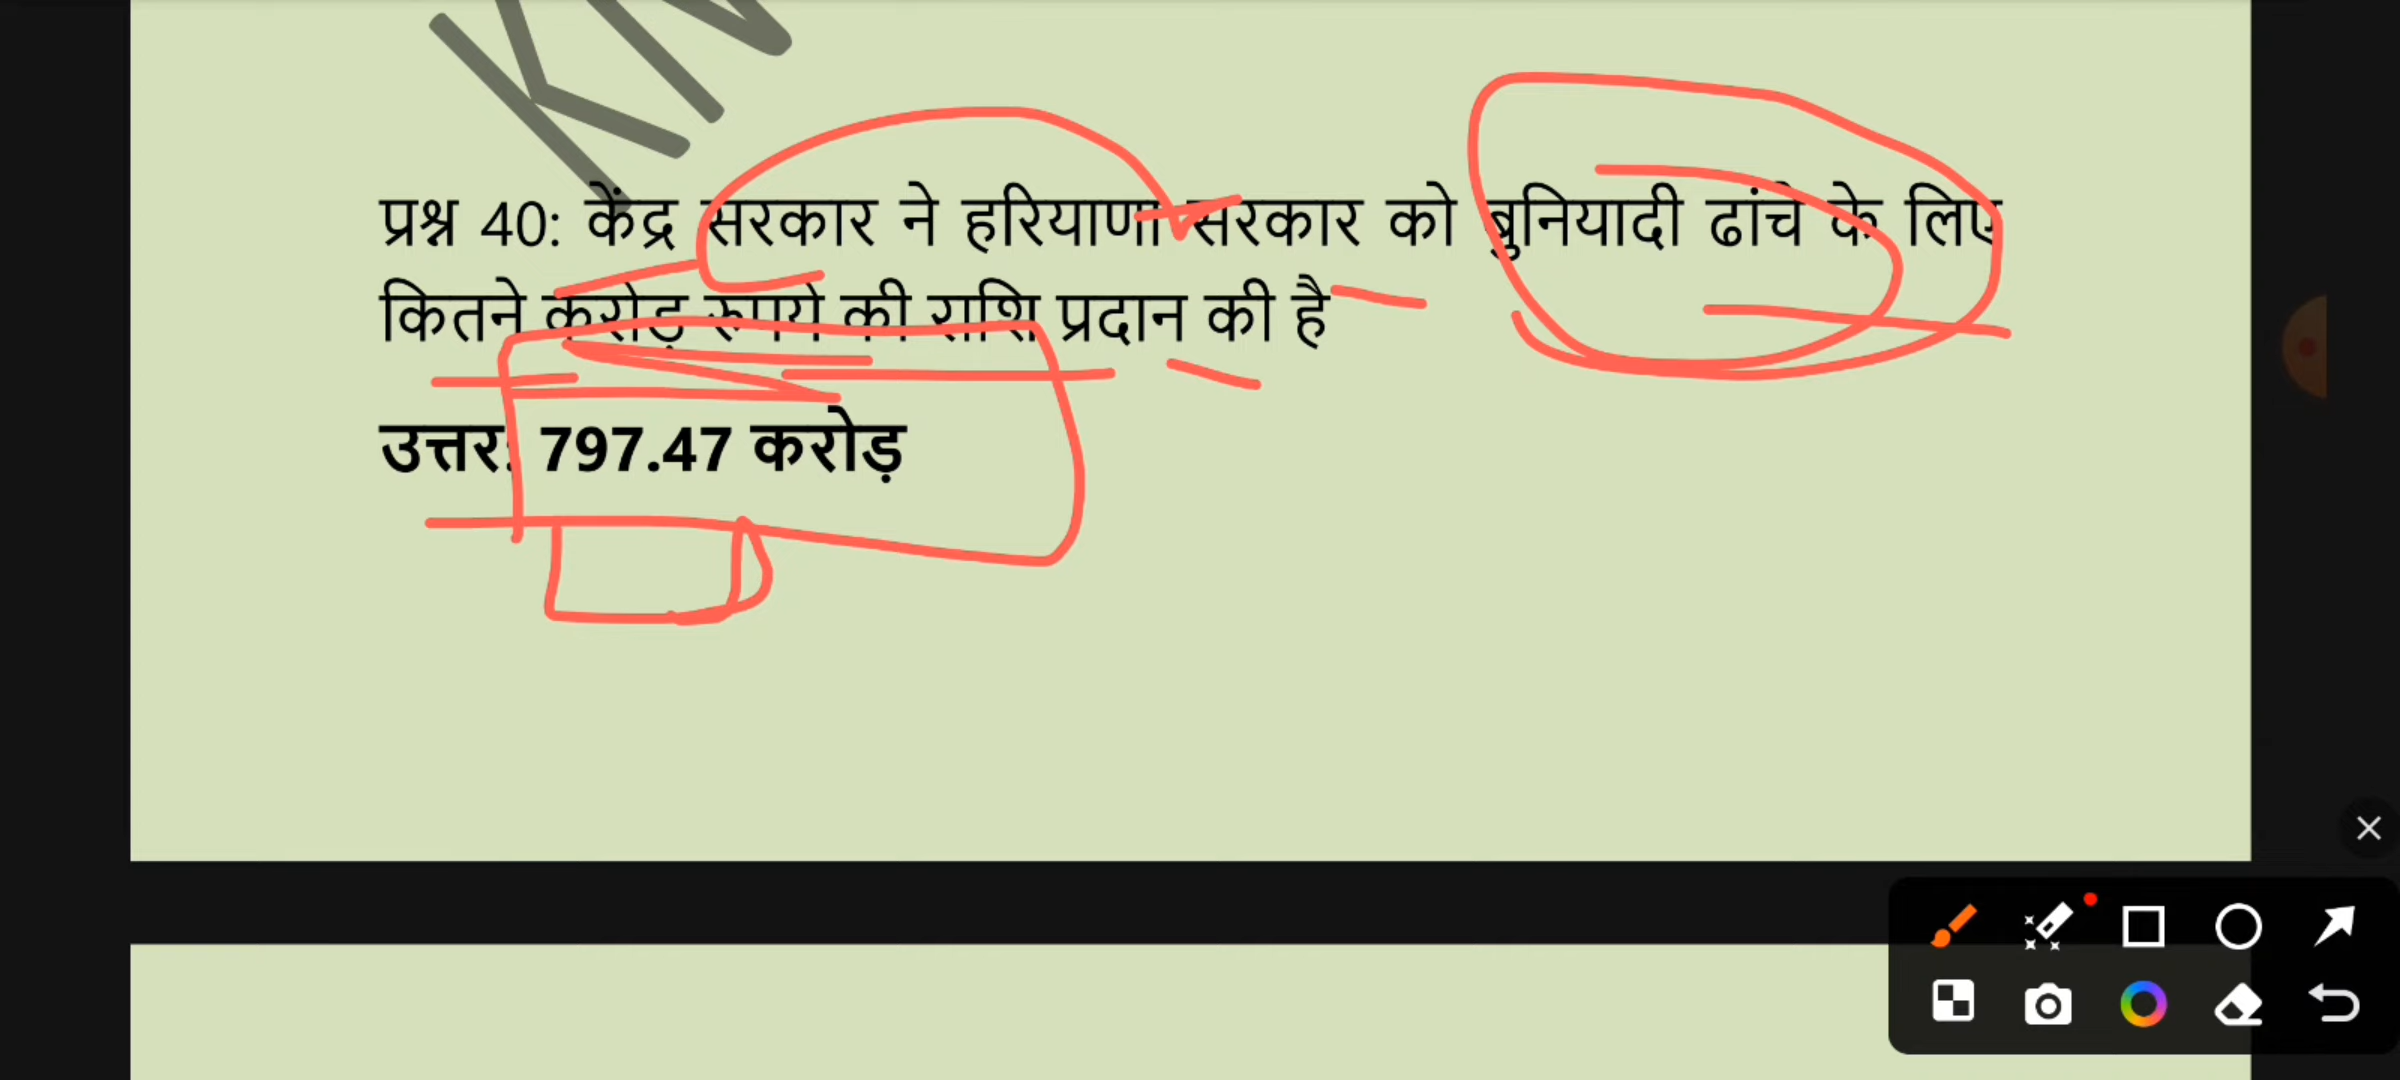 प्रश्न 40: केंद्र सरकार ने हरियाणा सरकार को बुनियादी ढांचे के लिए
कितने करोड़ रुपये की राशि प्रदान की है
उत्तर: 797.47 करोड़